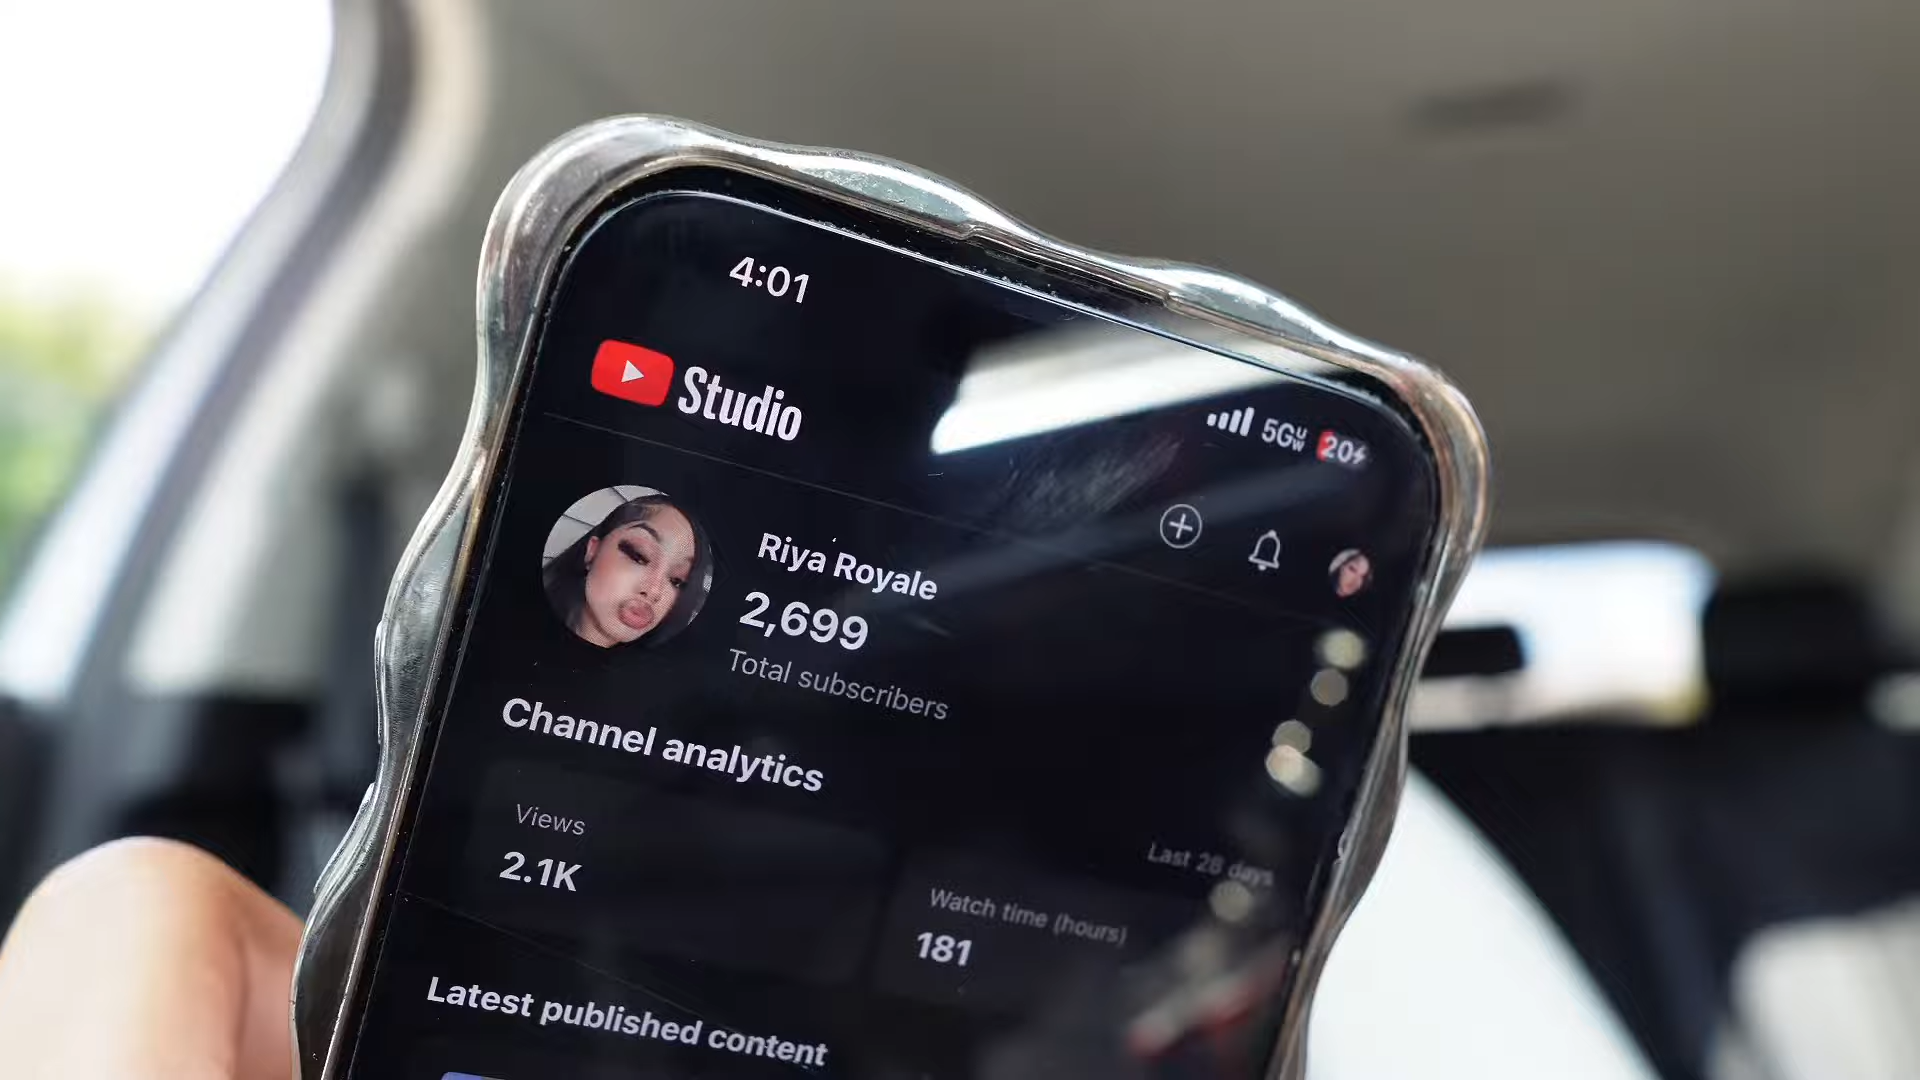 4:01
Studio
5G UW 20
Riya Royale
2,699
Total subscribers
Channel analytics
Last 28 days
Views
2.1K
Watch time (hours)
181
Latest published content